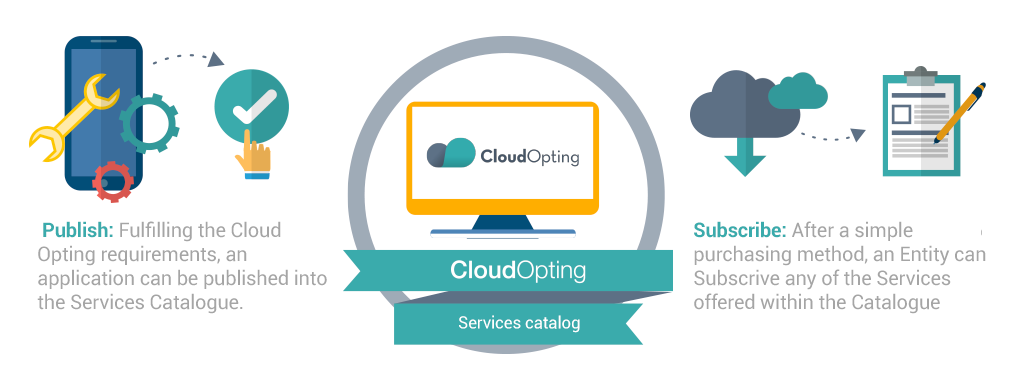 Publish: Fulfilling the Cloud
Opting requirements, an
application can be published into
the Services Catalogue.
CloudOpting
CloudOpting
Services catalog
Subscribe: After a simple
purchasing method, an Entity can
Subscrive any of the Services
offered within the Catalogue